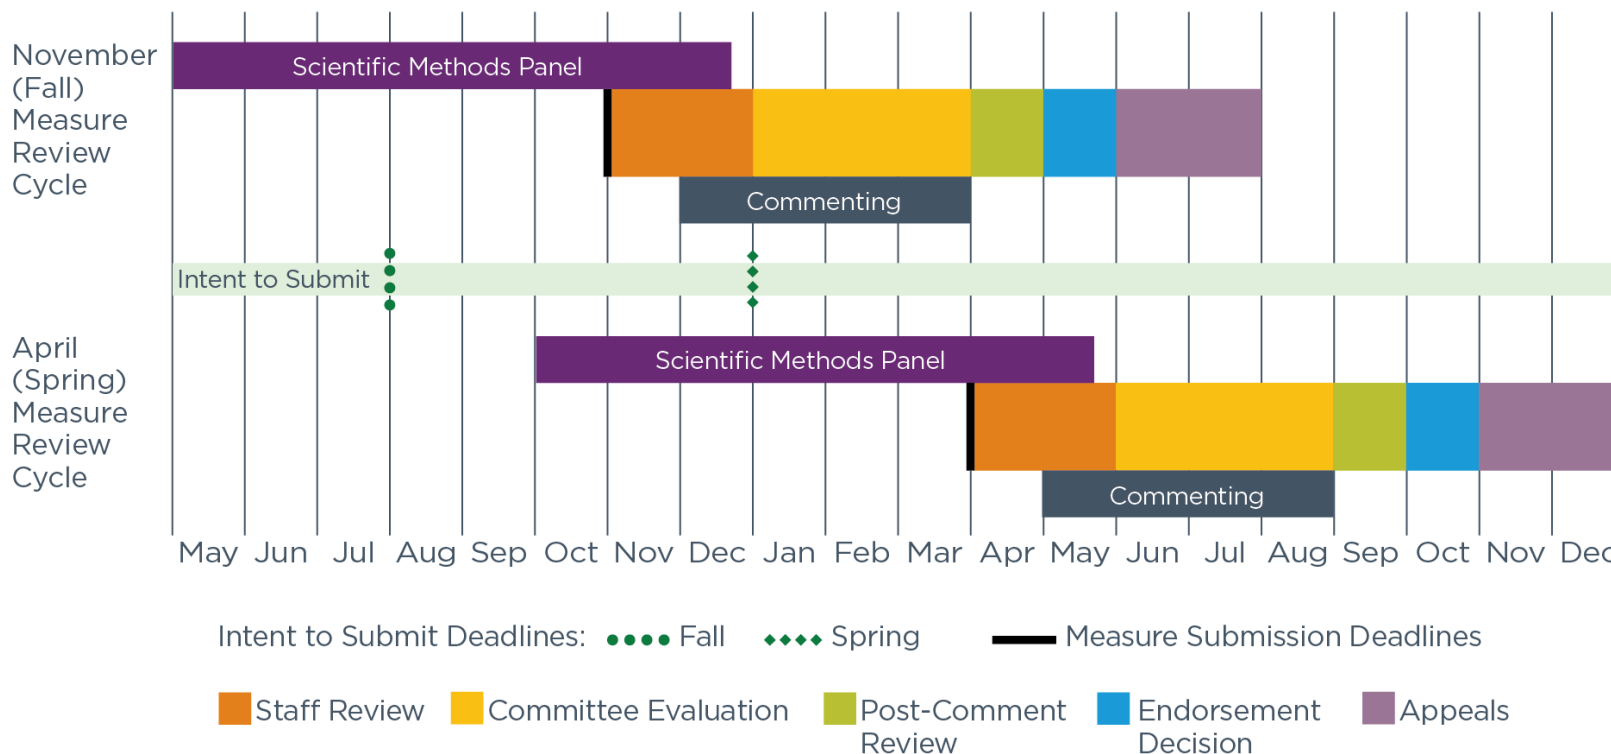 November
(Fall)
Measure
Review
Cycle
Scientific Methods Panel
Commenting
Intent to Submit
April
(Spring)
Measure
Review
Cycle
Scientific Methods Panel
Commenting
May Jun Jul Aug Sep Oct Nov Dec Jan Feb Mar Apr May Jun Jul Aug Sep Oct Nov Dec
Intent to Submit Deadlines: Fall Spring Measure Submission Deadlines
Staff Review Committee Evaluation Post-Comment Review Endorsement Decision Appeals